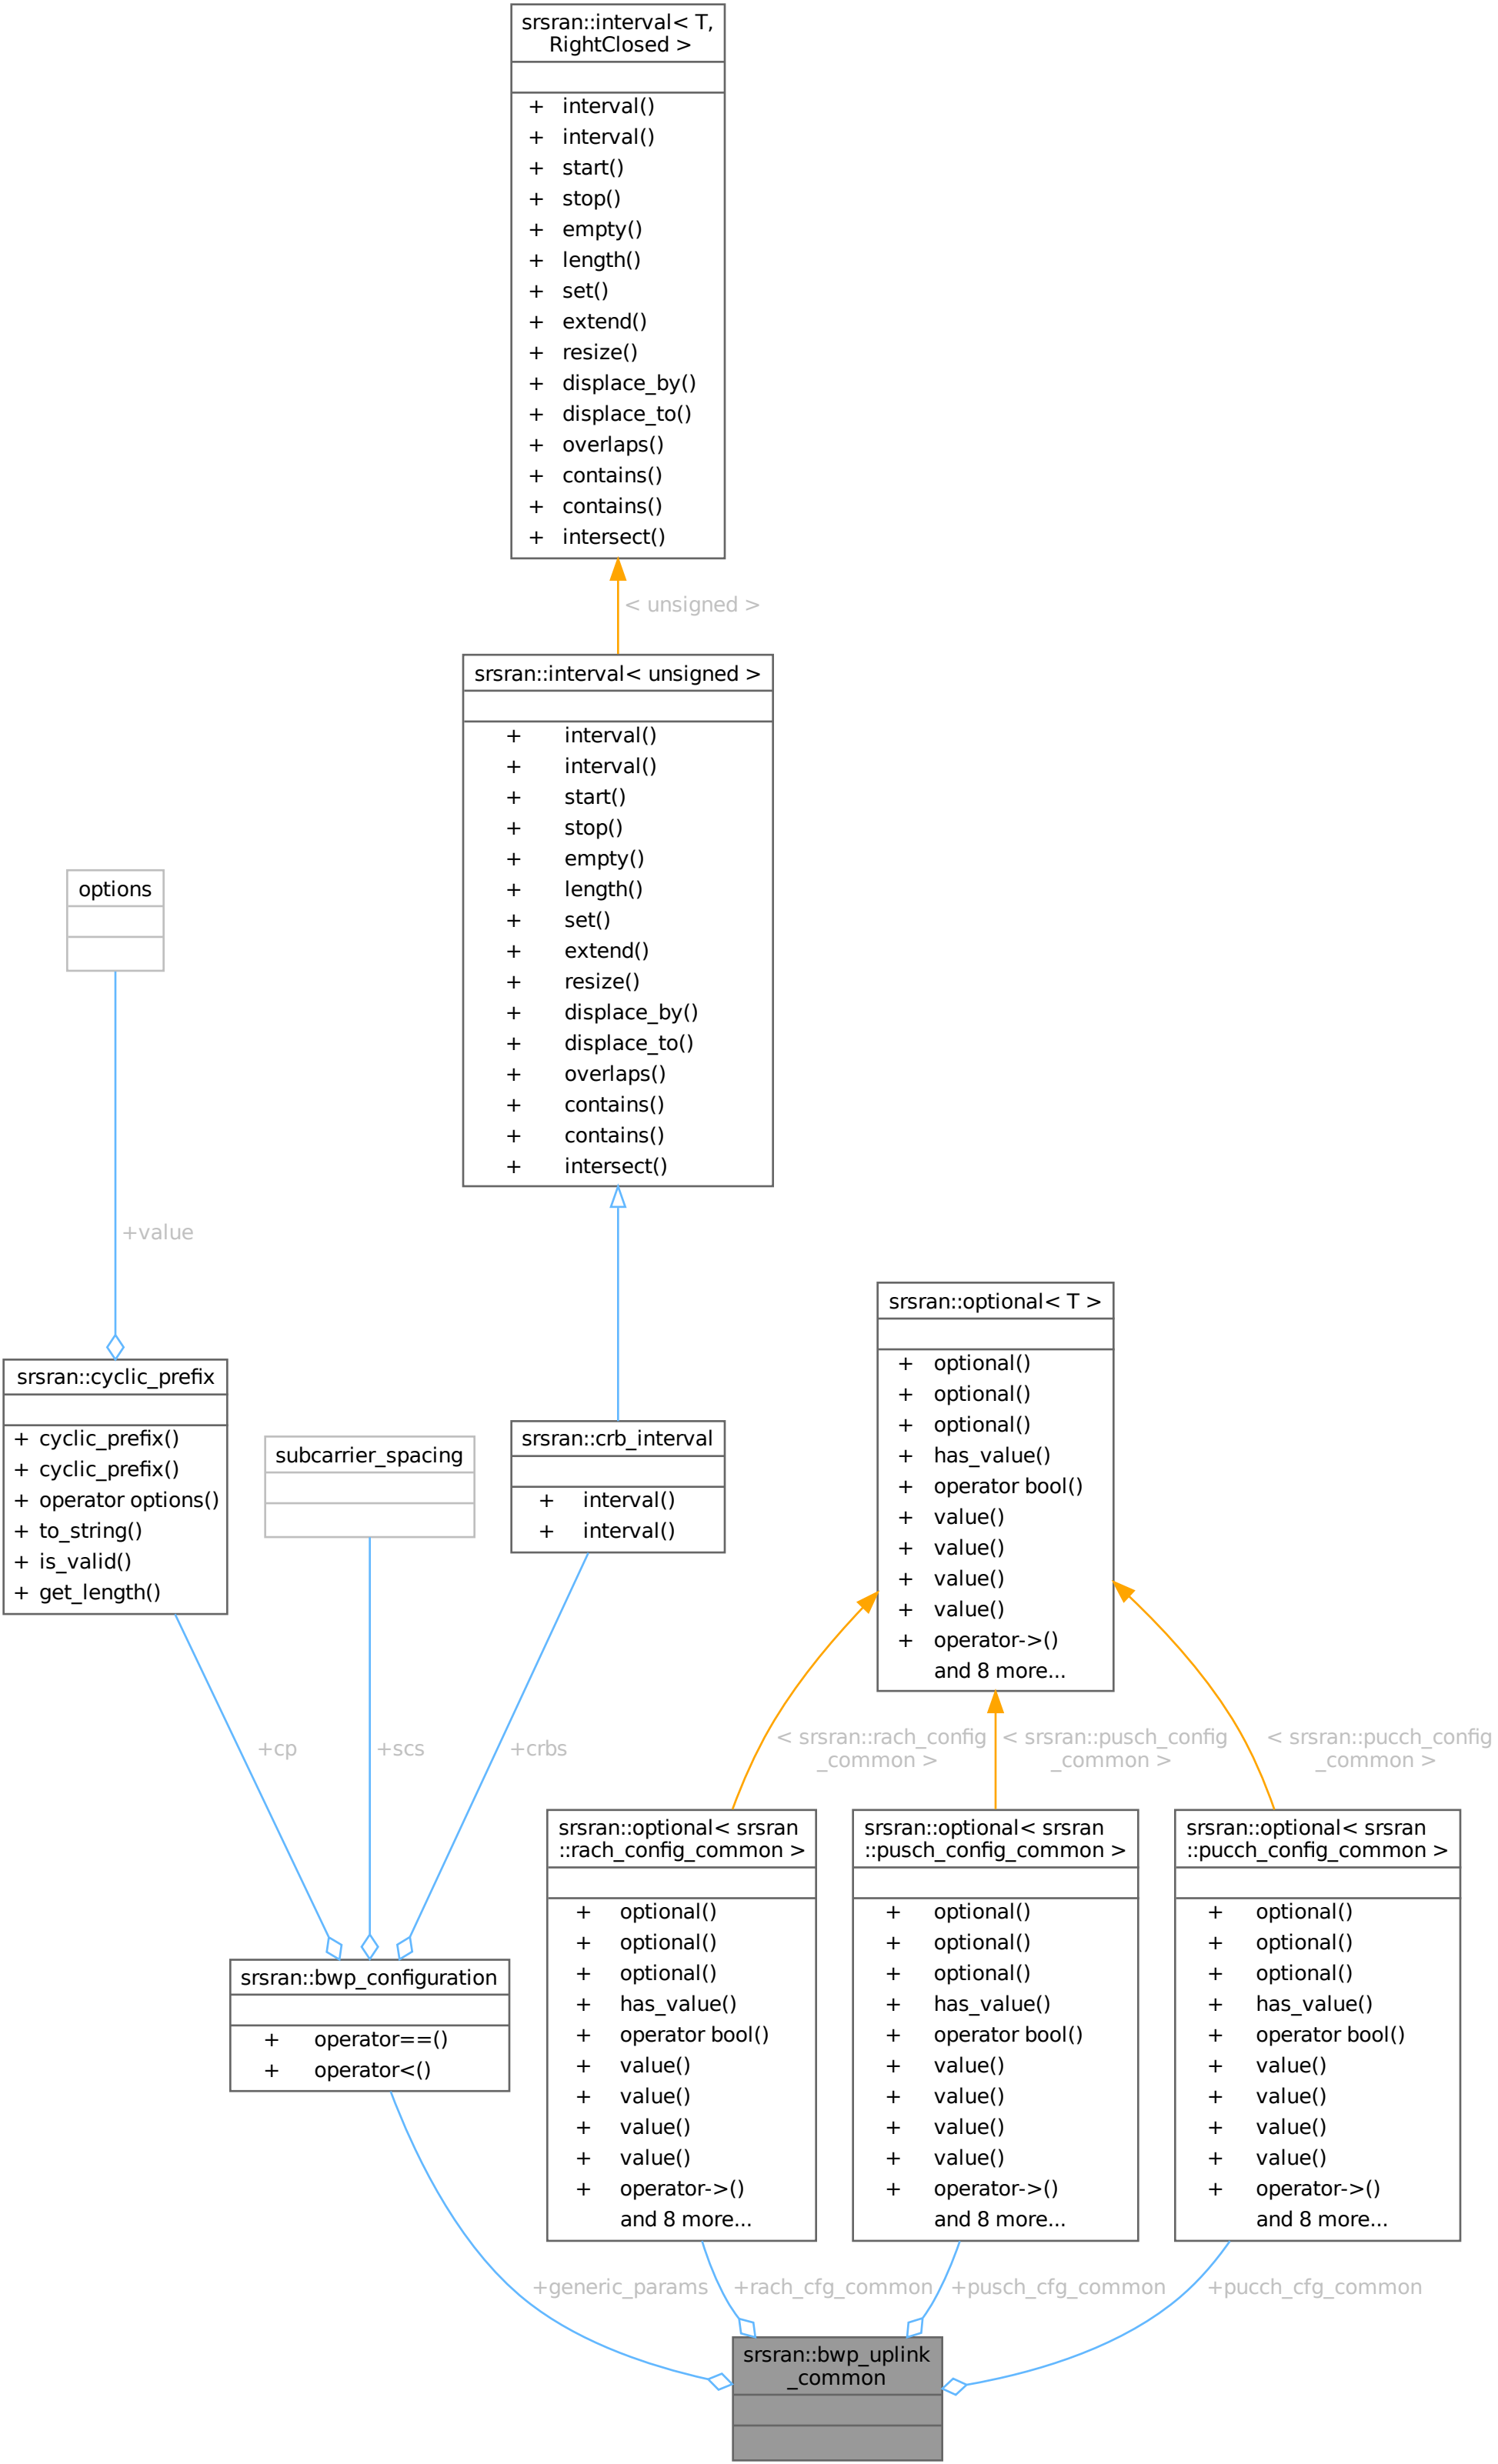 srsran::interval< T,
RightClosed >
+ interval()
+ interval()
+ start()
+ stop()
+ empty()
+ length()
+ set()
+ extend()
+ resize()
+ displace_by()
+ displace_to()
+ overlaps()
+ contains()
+ contains()
+ intersect()
< unsigned >
srsran::interval< unsigned >
+ interval()
+ interval()
+ start()
+ stop()
+ empty()
+ length()
+ set()
+ extend()
+ resize()
+ displace_by()
+ displace_to()
+ overlaps()
+ contains()
+ contains()
+ intersect()
options
+value
srsran::cyclic_prefix
+ cyclic_prefix()
+ cyclic_prefix()
+ operator options()
+ to_string()
+ is_valid()
+ get_length()
subcarrier_spacing
srsran::crb_interval
+ interval()
+ interval()
srsran::optional< T >
+ optional()
+ optional()
+ optional()
+ has_value()
+ operator bool()
+ value()
+ value()
+ value()
+ value()
+ operator->()
and 8 more...
+cp
+scs
+crbs
< srsran::rach_config
_common >
< srsran::pusch_config
_common >
< srsran::pucch_config
_common >
srsran::bwp_configuration
+ operator==()
+ operator<()
srsran::optional< srsran
::rach_config_common >
+ optional()
+ optional()
+ optional()
+ has_value()
+ operator bool()
+ value()
+ value()
+ value()
+ value()
+ operator->()
and 8 more...
srsran::optional< srsran
::pusch_config_common >
+ optional()
+ optional()
+ optional()
+ has_value()
+ operator bool()
+ value()
+ value()
+ value()
+ value()
+ operator->()
and 8 more...
srsran::optional< srsran
::pucch_config_common >
+ optional()
+ optional()
+ optional()
+ has_value()
+ operator bool()
+ value()
+ value()
+ value()
+ value()
+ operator->()
and 8 more...
+generic_params
+rach_cfg_common
+pusch_cfg_common
+pucch_cfg_common
srsran::bwp_uplink
_common